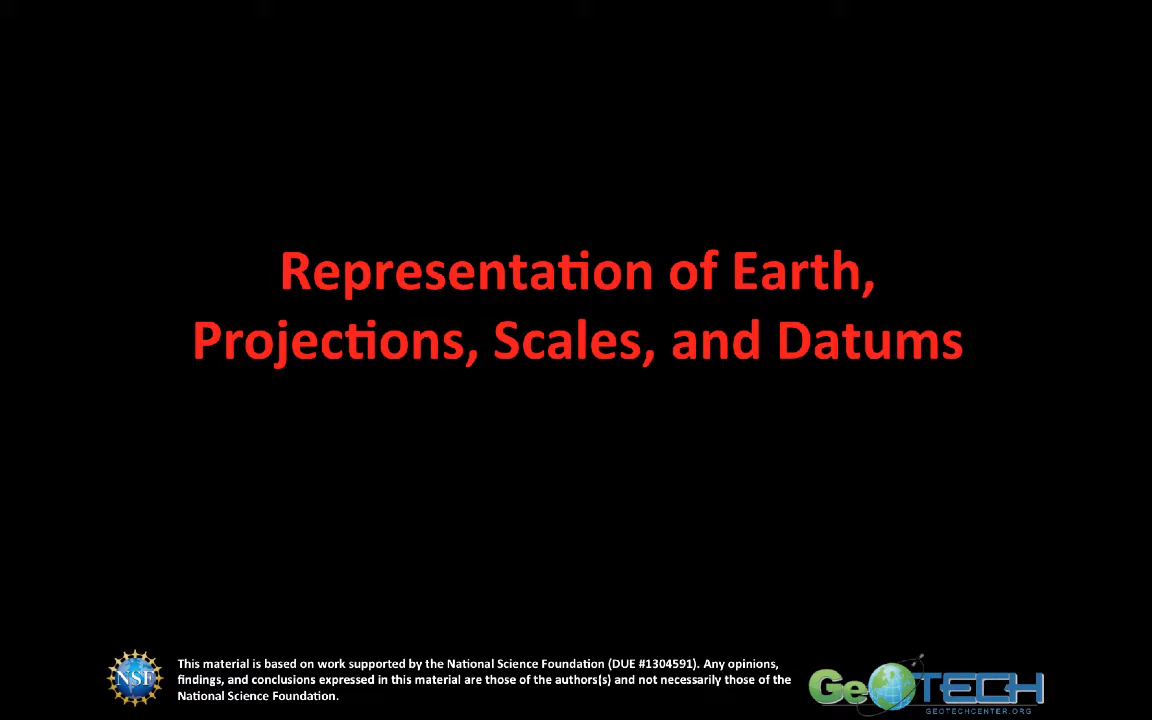 Representation of Earth,
Projections, Scales, and Datums
NSF
This material is based on work supported by the National Science Foundation (DUE #1304591). Any opinions,
findings, and conclusions expressed in this material are those of the authors(s) and not necessarily those of the
National Science Foundation.
GeoTECH
GEOTECHCENTER.ORG